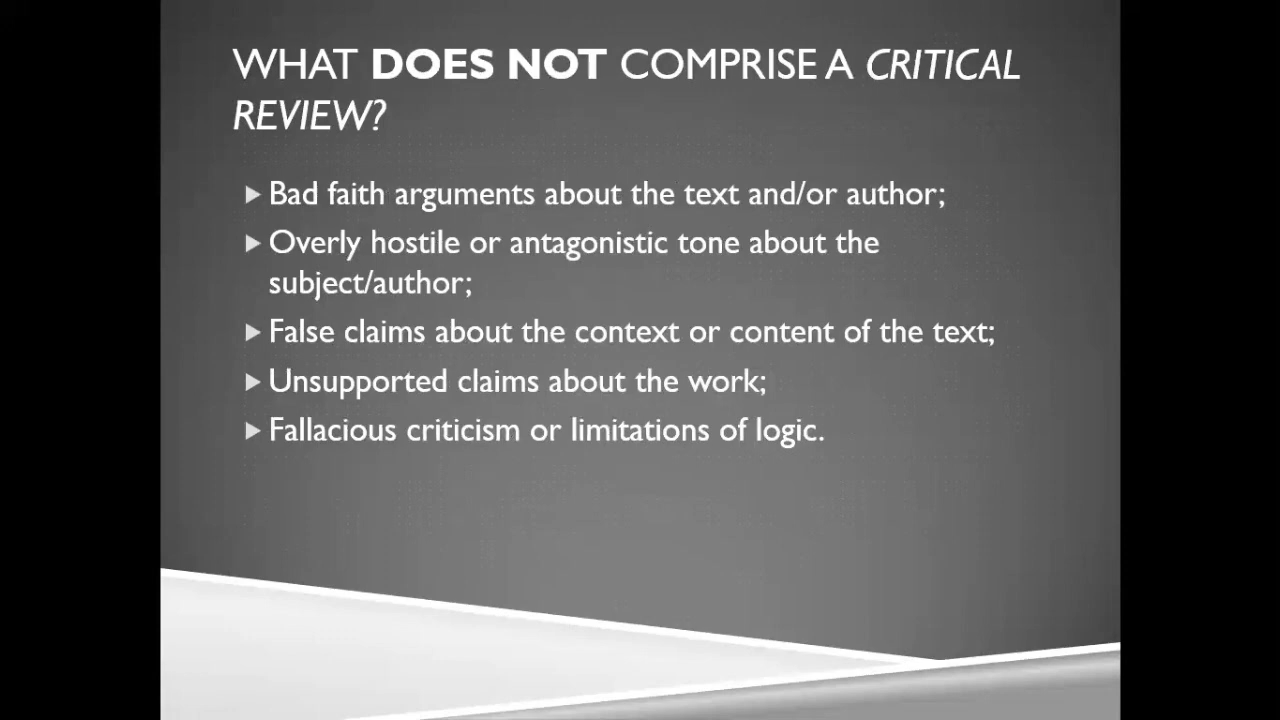 WHAT DOES NOT COMPRISE A CRITICAL
REVIEW?
Bad faith arguments about the text and/or author;
Overly hostile or antagonistic tone about the
subject/author;
False claims about the context or content of the text;
Unsupported claims about the work;
Fallacious criticism or limitations of logic.